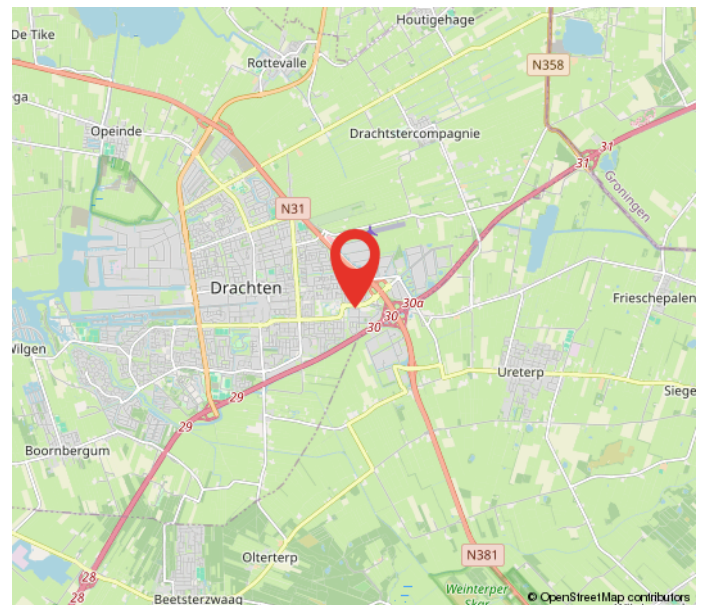 Houtigehage
De Tike
Rottevalle
N358
ga
Opeinde
Drachtstercompagnie
31
31
Groningen
N31
Drachten
30a
30
30
Frieschepalen
Wilgen
Ureterp
Siege
29
29
Boornbergum
Olterterp
N381
28
28
Beetsterzwaag
Weinterper
Skar
© OpenStreetMap contributors